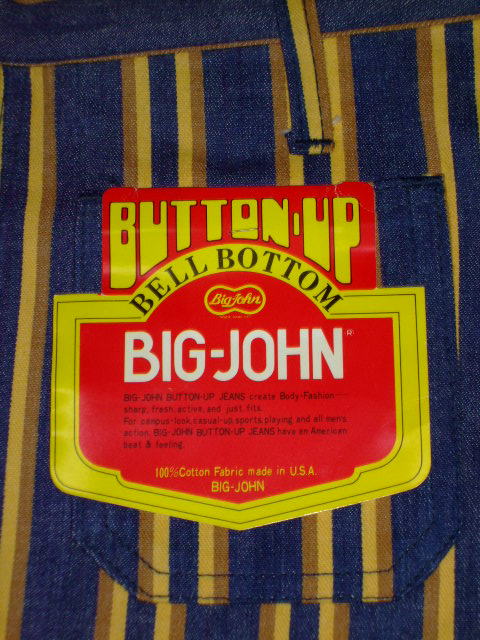 BUTTON-UP
BELL BOTTOM
Big John
BIG-JOHN®
BIG-JOHN BUTTON-UP JEANS create Body-Fashion—
sharp, fresh, active, and just fits.
For campus-look, casual-up, sports, playing and all men's
action, BIG-JOHN BUTTON-UP JEANS have an American
beat & feeling.
100%Cotton Fabric made in U.S.A.
BIG-JOHN